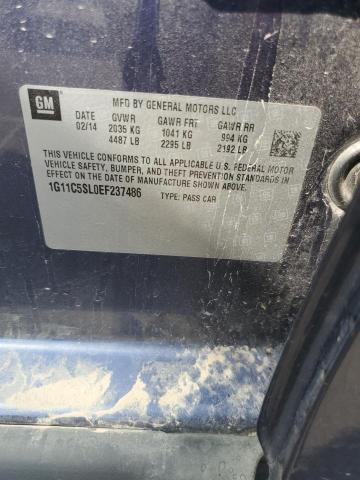 GM
MFD BY GENERAL MOTORS LLC
DATE GVWR GAWR FRT GAWR RR
02/14 2035 KG 1041 KG 994 KG
4487 LB 2295 LB 2192 LB
THIS VEHICLE CONFORMS TO ALL APPLICABLE U.S. FEDERAL MOTOR
VEHICLE SAFETY, BUMPER, AND THEFT PREVENTION STANDARDS
IN EFFECT ON THE DATE OF MANUFACTURE SHOWN ABOVE.
1G11C5SL0EF237486 TYPE: PASS CAR